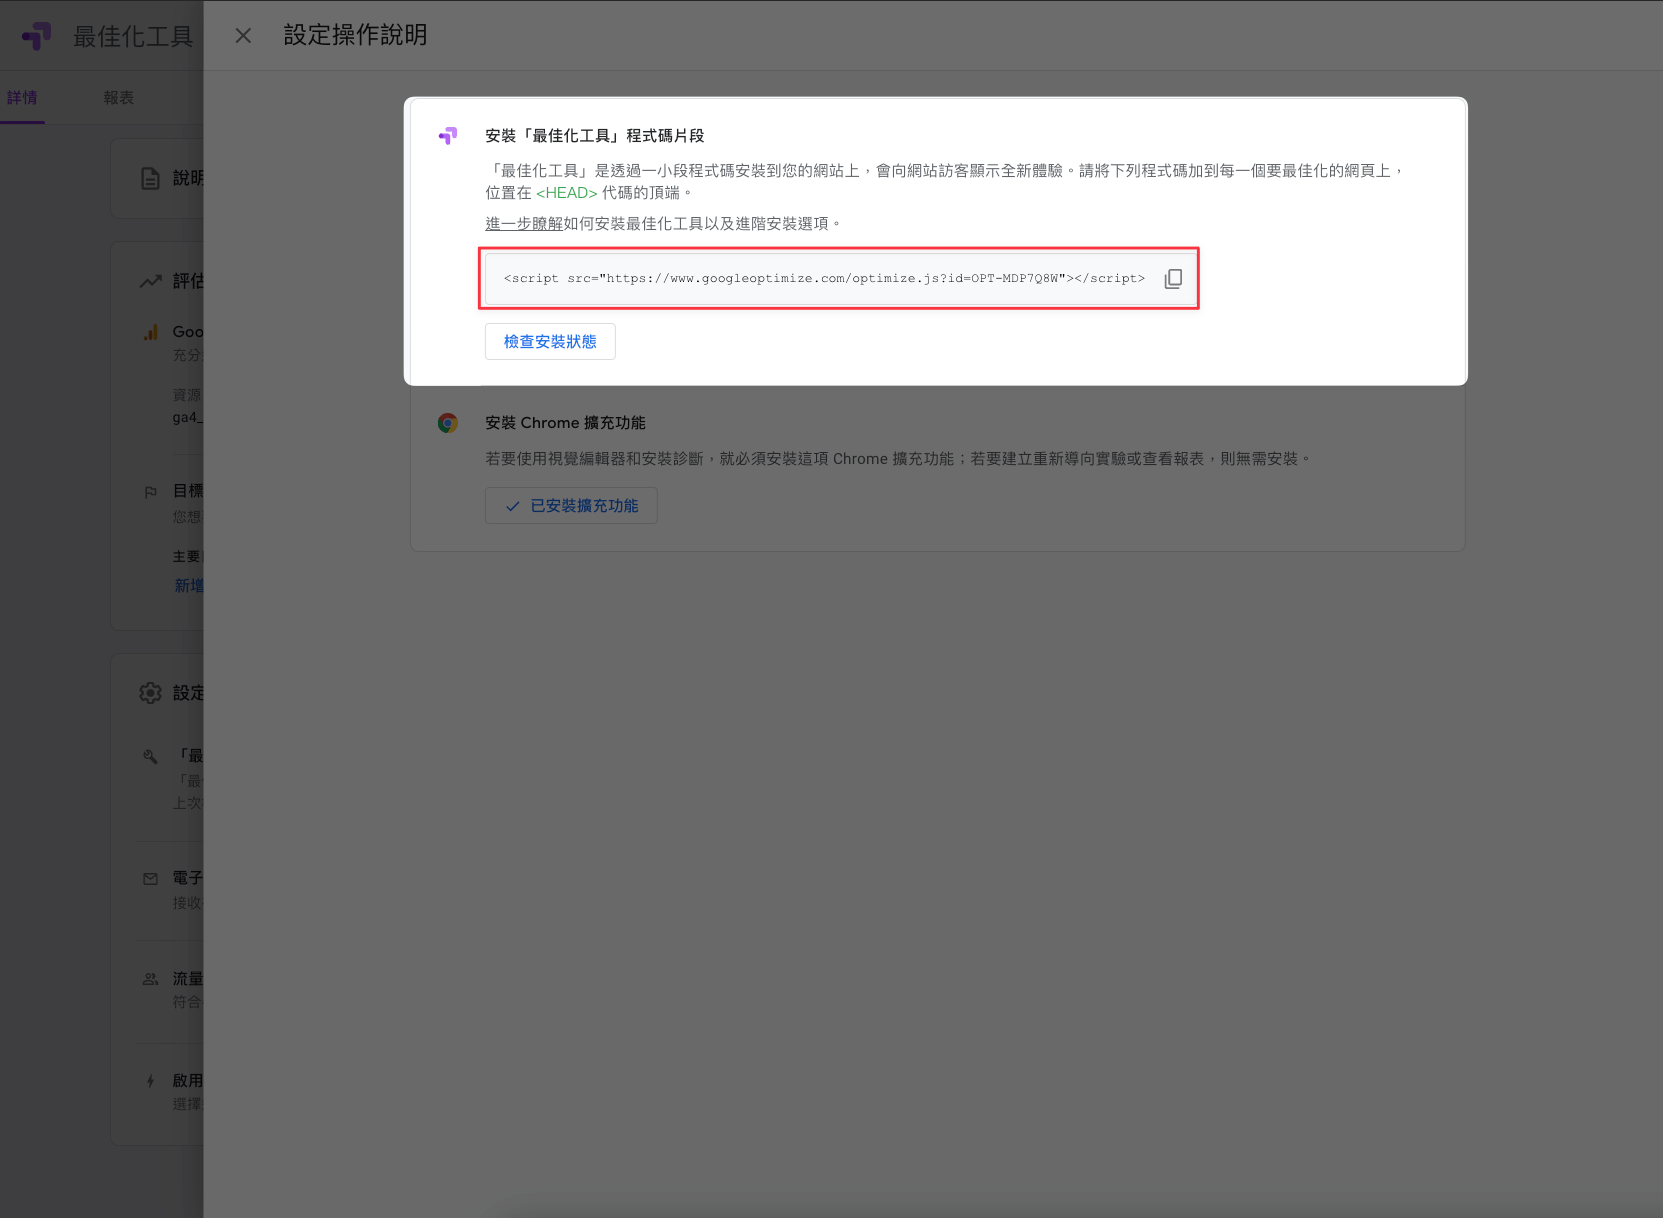 最佳化工具
設定操作說明
詳情
報表
安裝「最佳化工具」程式碼片段
「最佳化工具」是透過一小段程式碼安裝到您的網站上，會向網站訪客顯示全新體驗。請將下列程式碼加到每一個要最佳化的網頁上，
位置在 <HEAD> 代碼的頂端。
進一步瞭解如何安裝最佳化工具以及進階安裝選項。
<script src="https://www.googleoptimize.com/optimize.js?id=OPT-MDP7Q8W"></script>
檢查安裝狀態
安裝 Chrome 擴充功能
若要使用視覺編輯器和安裝診斷，就必須安裝這項 Chrome 擴充功能；若要建立重新導向實驗或查看報表，則無需安裝。
已安裝擴充功能
說明
評估
Goo
充分
資源
ga4_
目標
您想
主要
新增
設定
「最
「最
上次
電子
接收
流量
符合
啟用
選擇